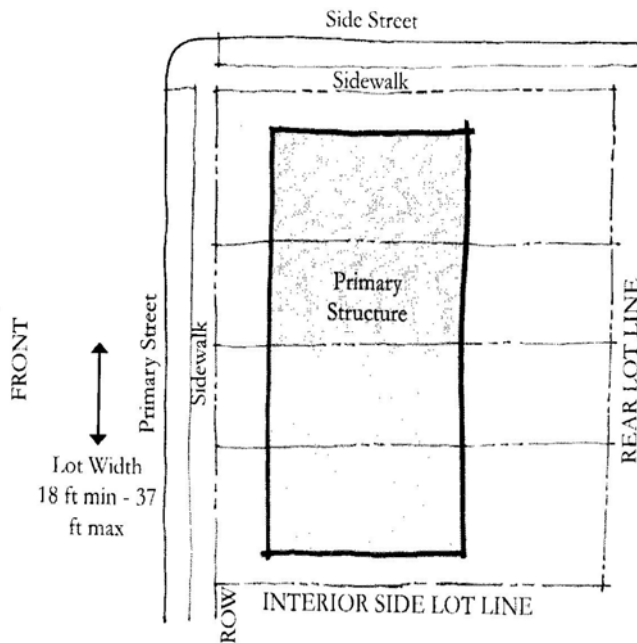 Side Street
Sidewalk
Primary
Structure
FRONT
Primary Street
Sidewalk
REAR LOT LINE
Lot Width
18 ft min - 37
ft max
ROW
INTERIOR SIDE LOT LINE